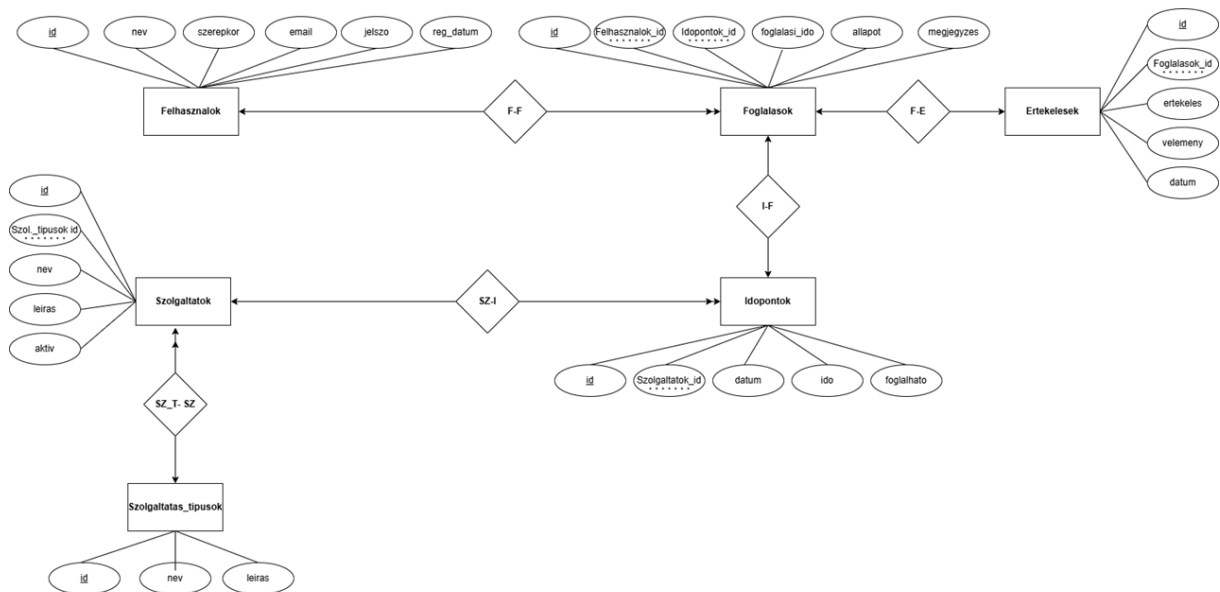 id
nev
szerepkor
email
jelszo
reg_datum
id
Felhasznalok_id
Idopontok_id
foglalasi_ido
allapot
megjegyzes
id
Foglalasok_id
ertekeles
velemeny
datum
Felhasznalok
F-F
Foglalasok
F-E
Ertekelesek
id
Szol._tipusok id
nev
leiras
aktiv
I-F
Szolgaltatok
SZ-I
Idopontok
id
Szolgaltatok_id
datum
ido
foglalhato
SZ_T- SZ
Szolgaltatas_tipusok
id
nev
leiras